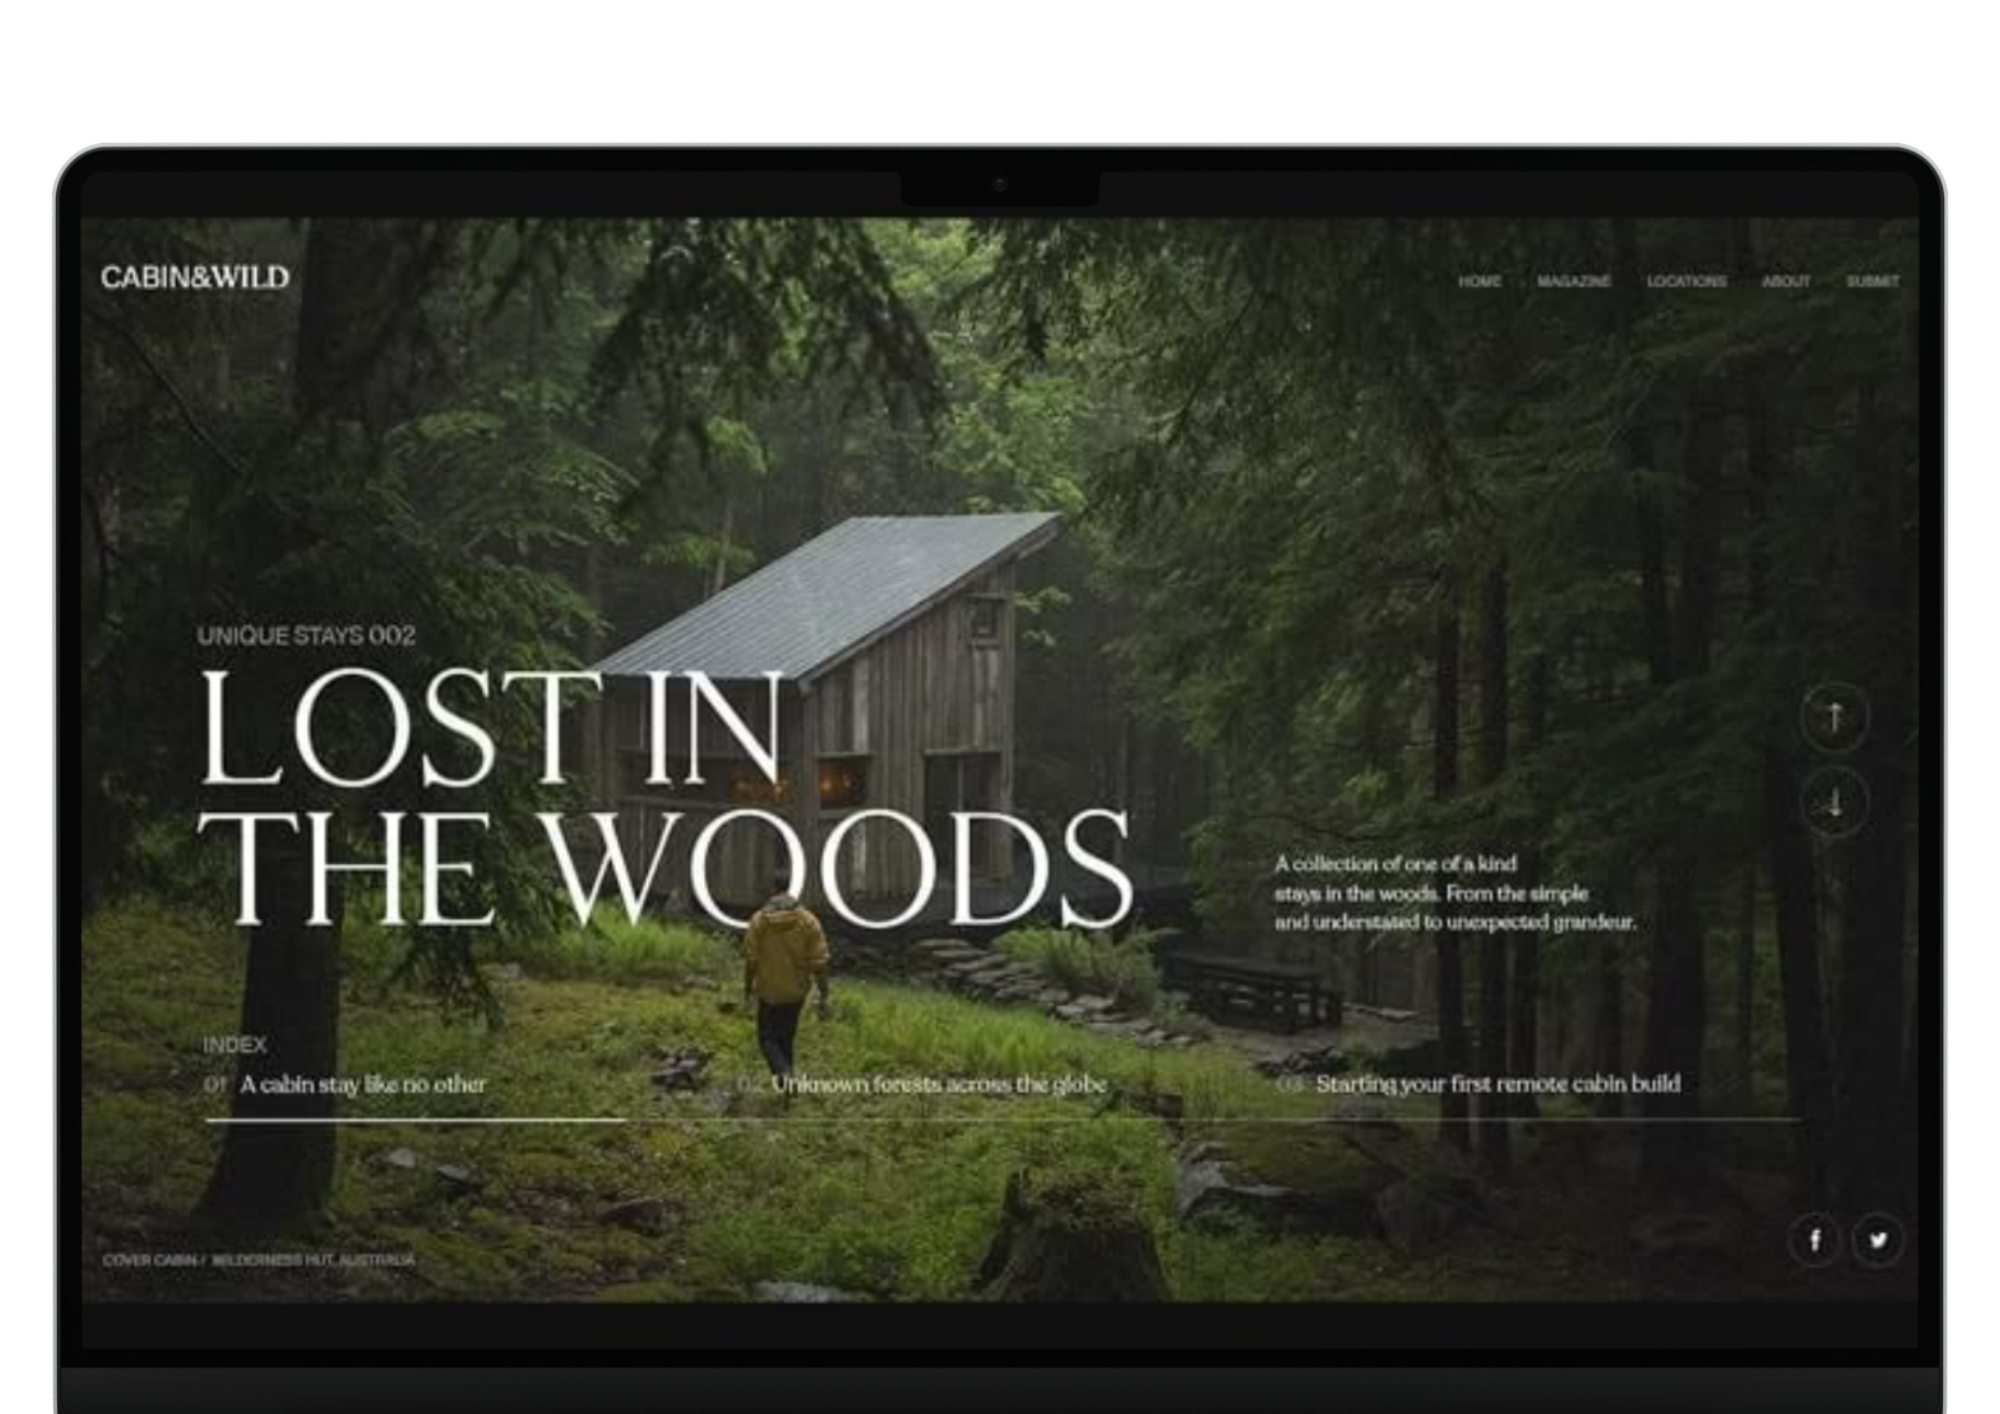 CABIN&WILD
HOME
MAGAZINE
LOCATIONS
ABOUT
SUBMIT
UNIQUE STAYS 002
LOST IN
THE WOODS
A collection of one of a kind
stays in the woods. From the simple
and understated to unexpected grandeur.
INDEX
01 A cabin stay like no other
02 Unknown forests across the globe
03 Starting your first remote cabin build
COVER CABIN / WILDERNESS HUT, AUSTRALIA